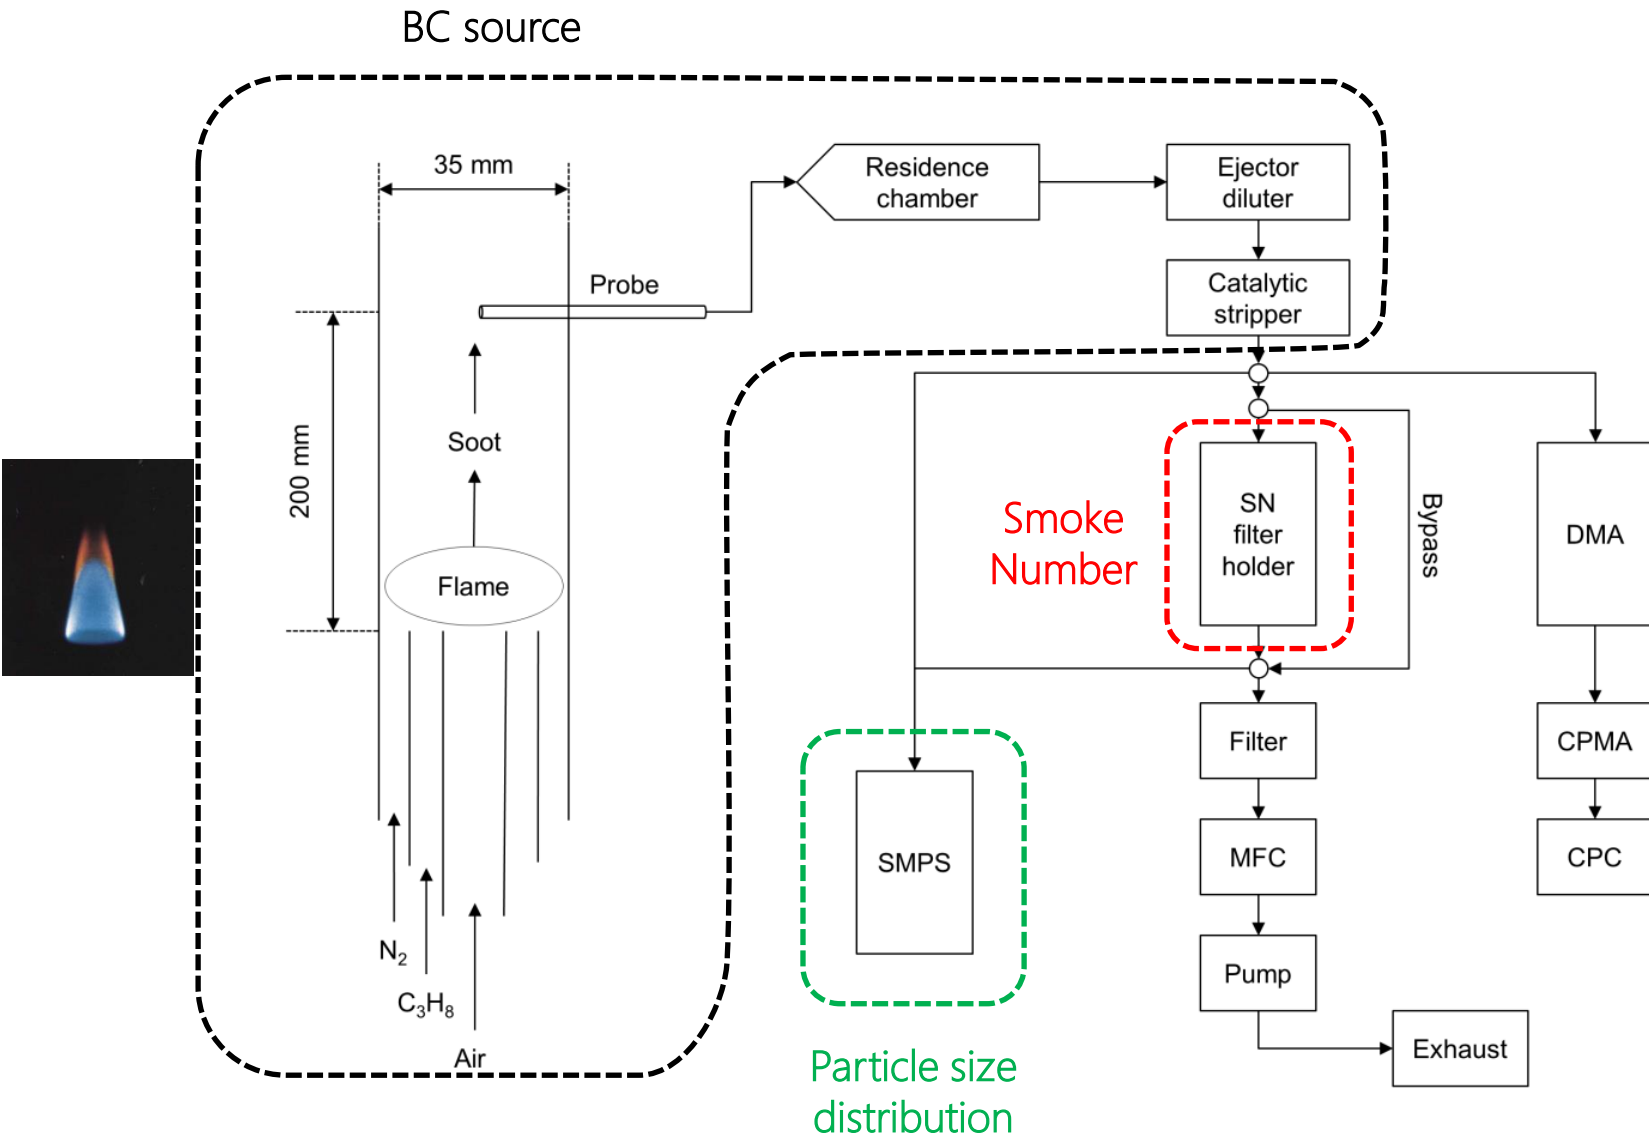 BC source
35 mm
Residence
chamber
Ejector
diluter
Probe
Catalytic
stripper
200 mm
Soot
Flame
Smoke
Number
SN
filter
holder
Bypass
DMA
Filter
CPMA
SMPS
MFC
CPC
N₂
C₃H₈
Air
Pump
Exhaust
Particle size
distribution